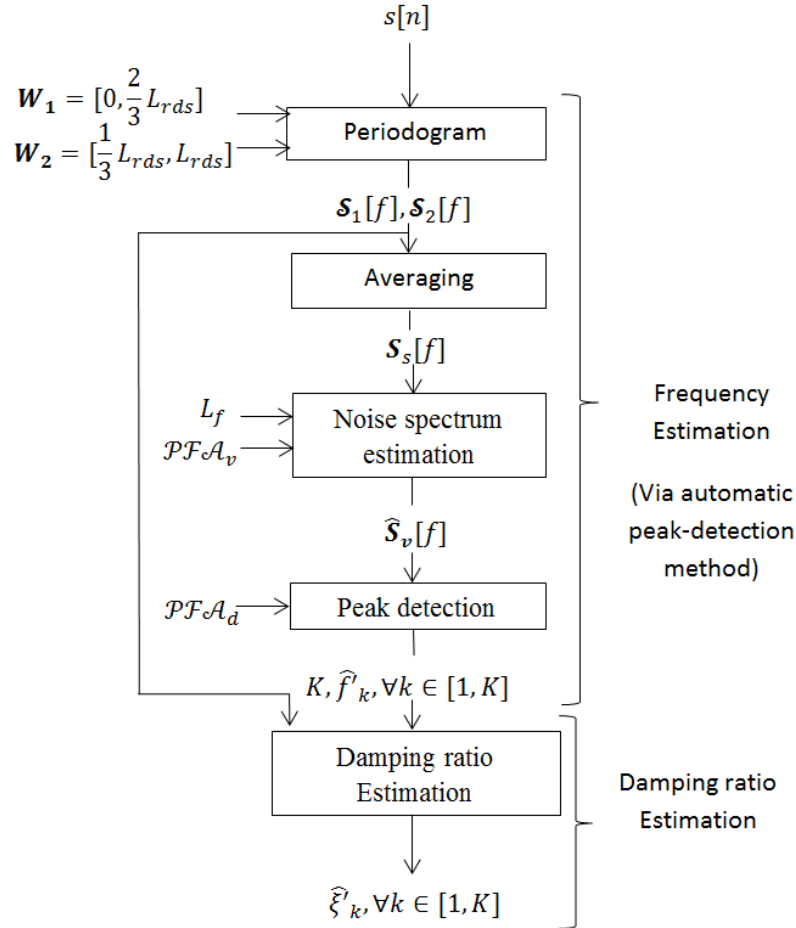 s[n]
W₁ = [0, 2/3 L_rds]
W₂ = [1/3 L_rds, L_rds]
Periodogram
S₁[f], S₂[f]
Averaging
S_s[f]
L_f
𝒫ℱ𝒜_v
Noise spectrum
estimation
Ŝ_v[f]
𝒫ℱ𝒜_d
Peak detection
K, f̂'_k, ∀k ∈ [1, K]
Frequency
Estimation
(Via automatic
peak-detection
method)
Damping ratio
Estimation
Damping ratio
Estimation
ξ̂'_k, ∀k ∈ [1, K]